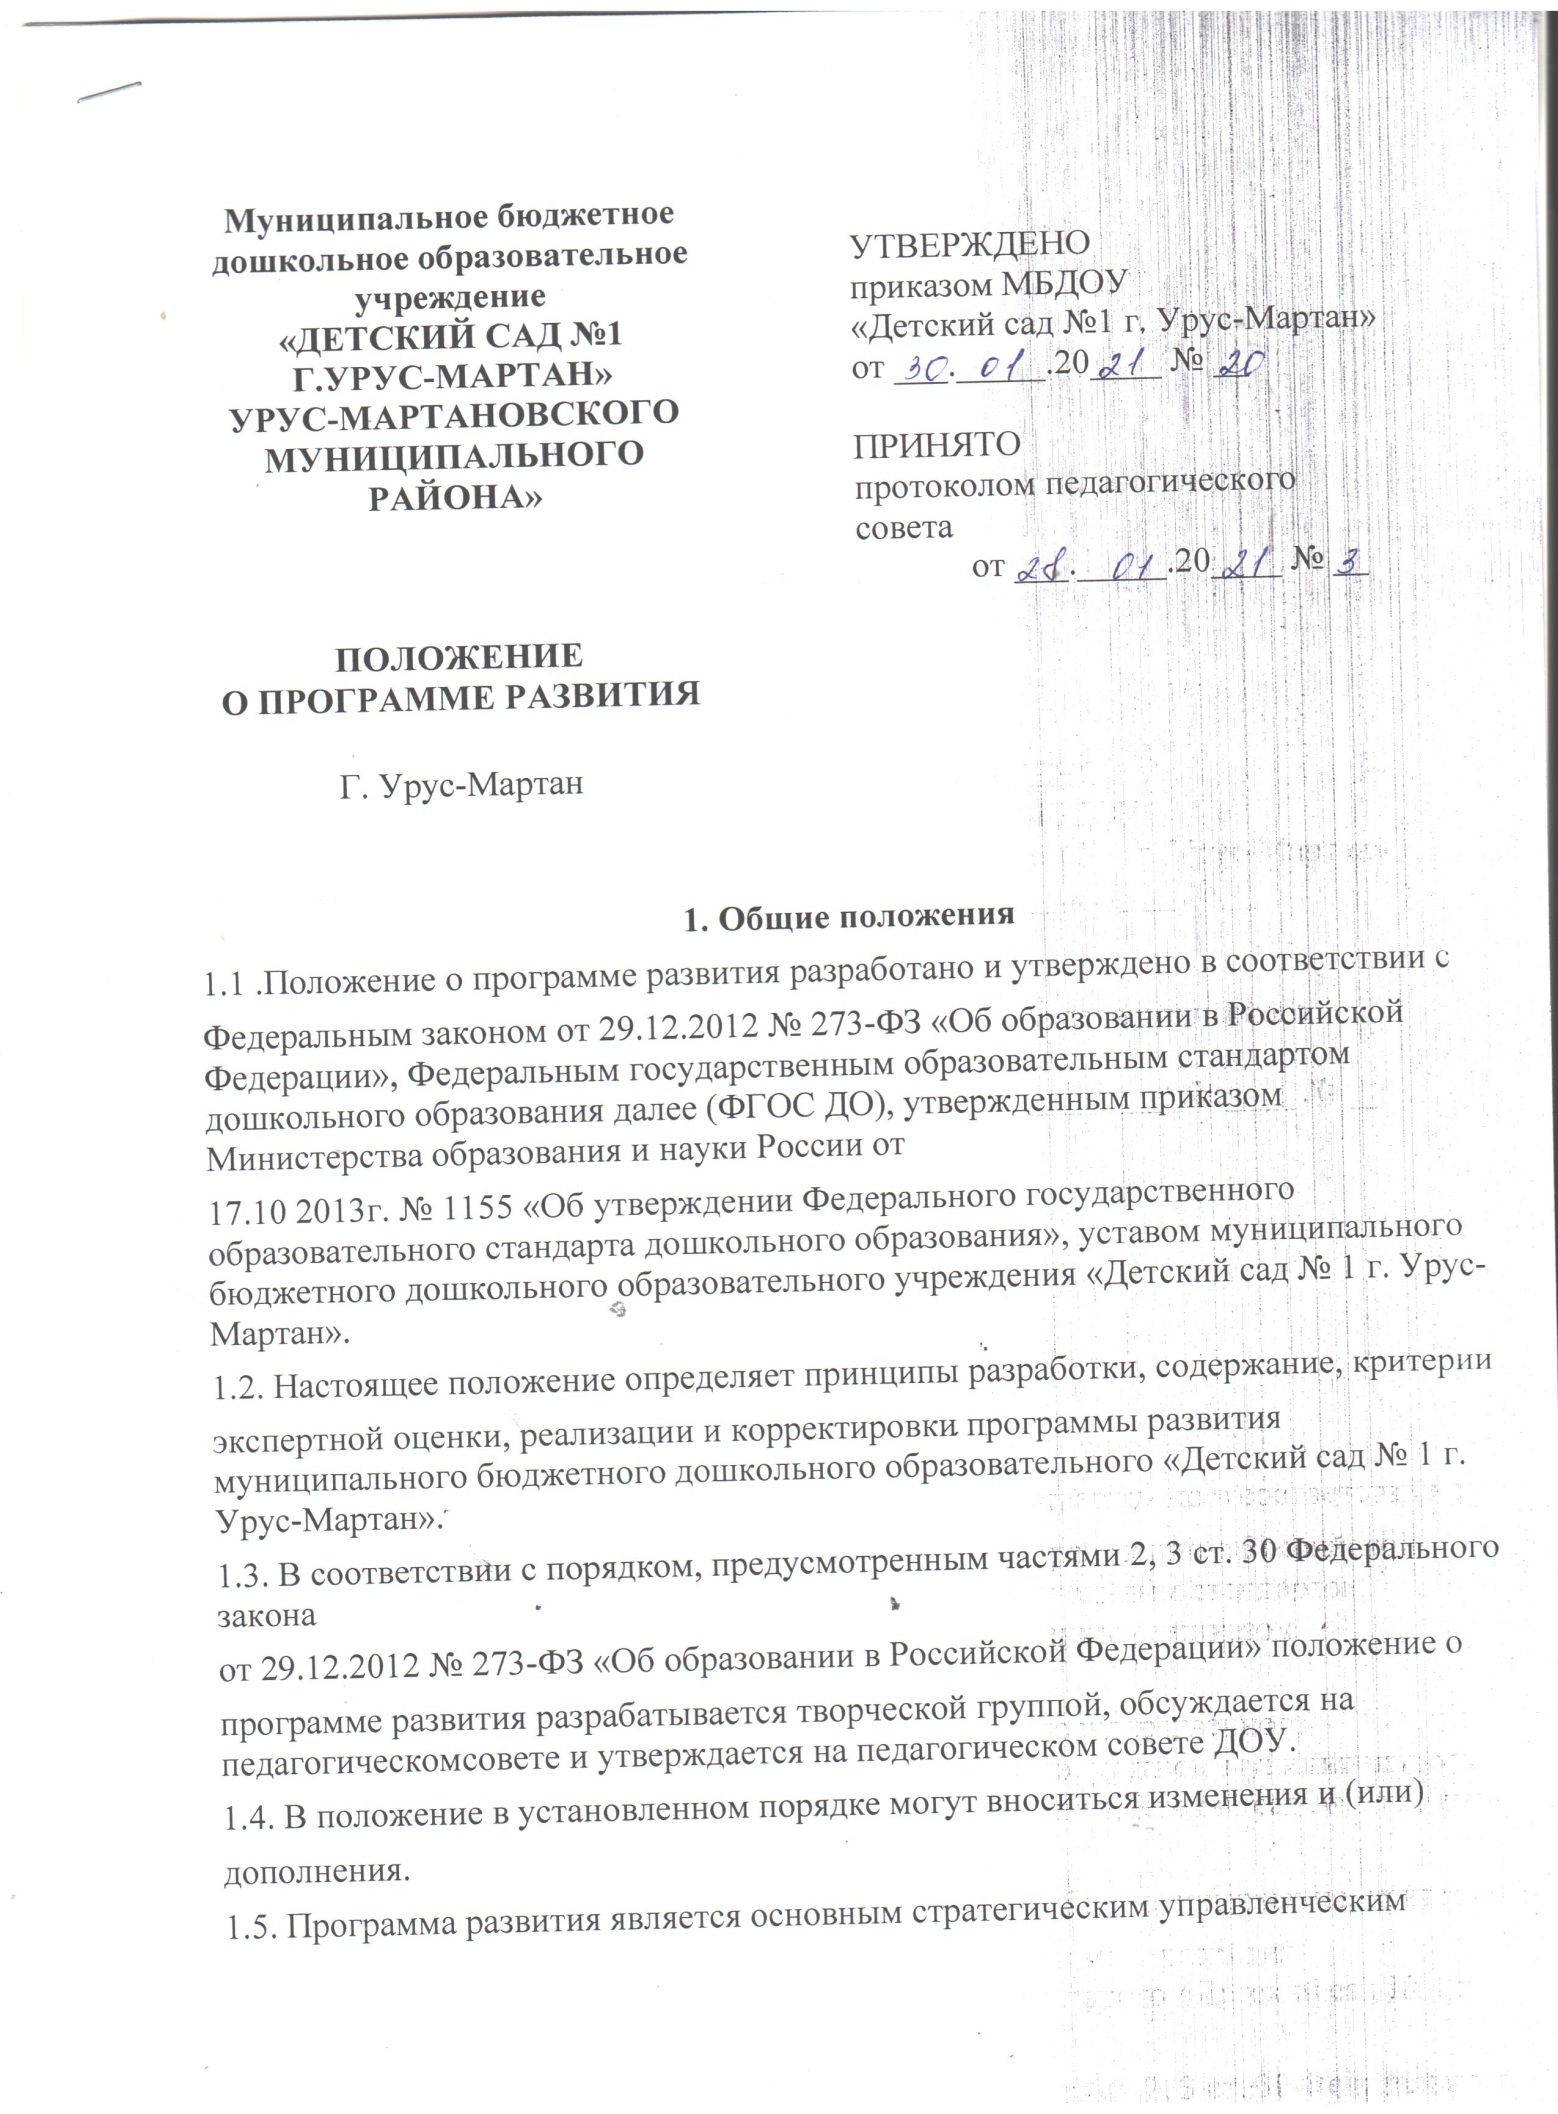 Муниципальное бюджетное
дошкольное образовательное
учреждение
«ДЕТСКИЙ САД №1
Г.УРУС-МАРТАН»
УРУС-МАРТАНОВСКОГО
МУНИЦИПАЛЬНОГО
РАЙОНА»
УТВЕРЖДЕНО
приказом МБДОУ
«Детский сад №1 г. Урус-Мартан»
от 30.01.2021 № 20
ПРИНЯТО
протоколом педагогического
совета
от 28.01.2021 № 3
ПОЛОЖЕНИЕ
О ПРОГРАММЕ РАЗВИТИЯ
Г. Урус-Мартан
1. Общие положения
1.1 .Положение о программе развития разработано и утверждено в соответствии с
Федеральным законом от 29.12.2012 № 273-ФЗ «Об образовании в Российской
Федерации», Федеральным государственным образовательным стандартом
дошкольного образования далее (ФГОС ДО), утвержденным приказом
Министерства образования и науки России от
17.10 2013г. № 1155 «Об утверждении Федерального государственного
образовательного стандарта дошкольного образования», уставом муниципального
бюджетного дошкольного образовательного учреждения «Детский сад № 1 г. Урус-
Мартан».
1.2. Настоящее положение определяет принципы разработки, содержание, критерии
экспертной оценки, реализации и корректировки программы развития
муниципального бюджетного дошкольного образовательного «Детский сад № 1 г.
Урус-Мартан».
1.3. В соответствии с порядком, предусмотренным частями 2, 3 ст. 30 Федерального
закона
от 29.12.2012 № 273-ФЗ «Об образовании в Российской Федерации» положение о
программе развития разрабатывается творческой группой, обсуждается на
педагогическомсовете и утверждается на педагогическом совете ДОУ.
1.4. В положение в установленном порядке могут вноситься изменения и (или)
дополнения.
1.5. Программа развития является основным стратегическим управленческим